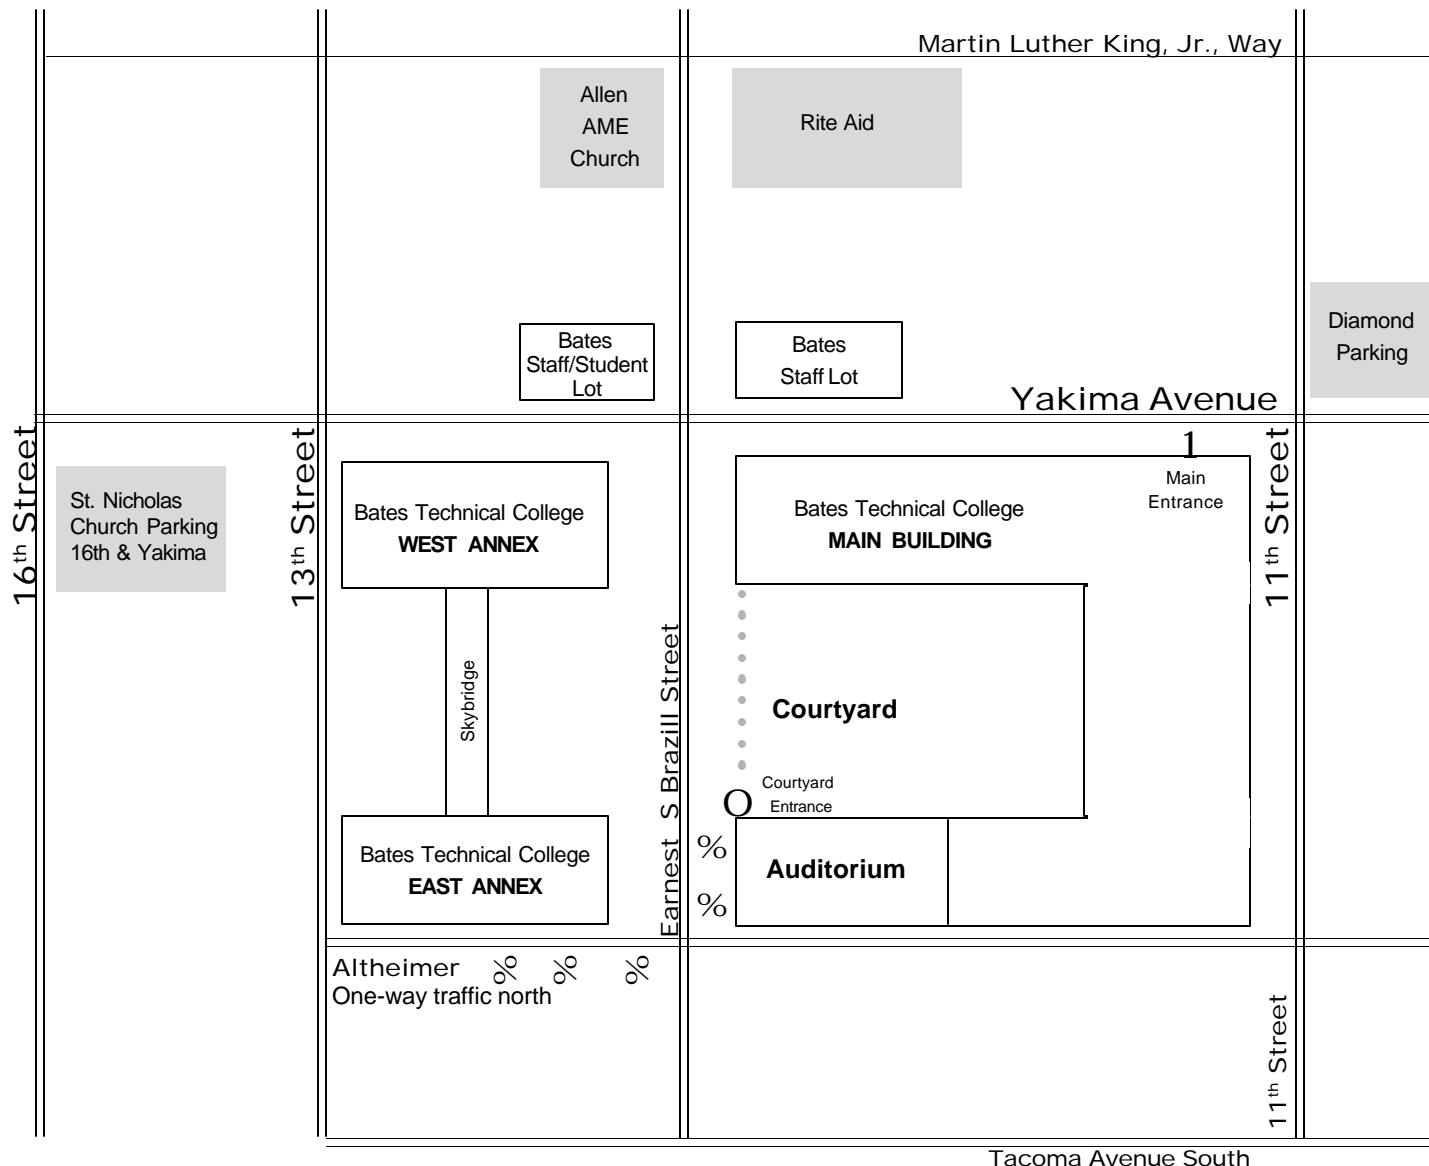 Martin Luther King, Jr., Way
Allen
AME
Church
Rite Aid
Diamond
Parking
Bates
Staff/Student
Lot
Bates
Staff Lot
Yakima Avenue
16th Street
St. Nicholas
Church Parking
16th & Yakima
13th Street
Bates Technical College
WEST ANNEX
Bates Technical College
MAIN BUILDING
1
Main
Entrance
11th Street
Skybridge
Earnest S Brazill Street
Courtyard
O
Courtyard
Entrance
Bates Technical College
EAST ANNEX
%
%
Auditorium
Altheimer % % %
One-way traffic north
11th Street
Tacoma Avenue South